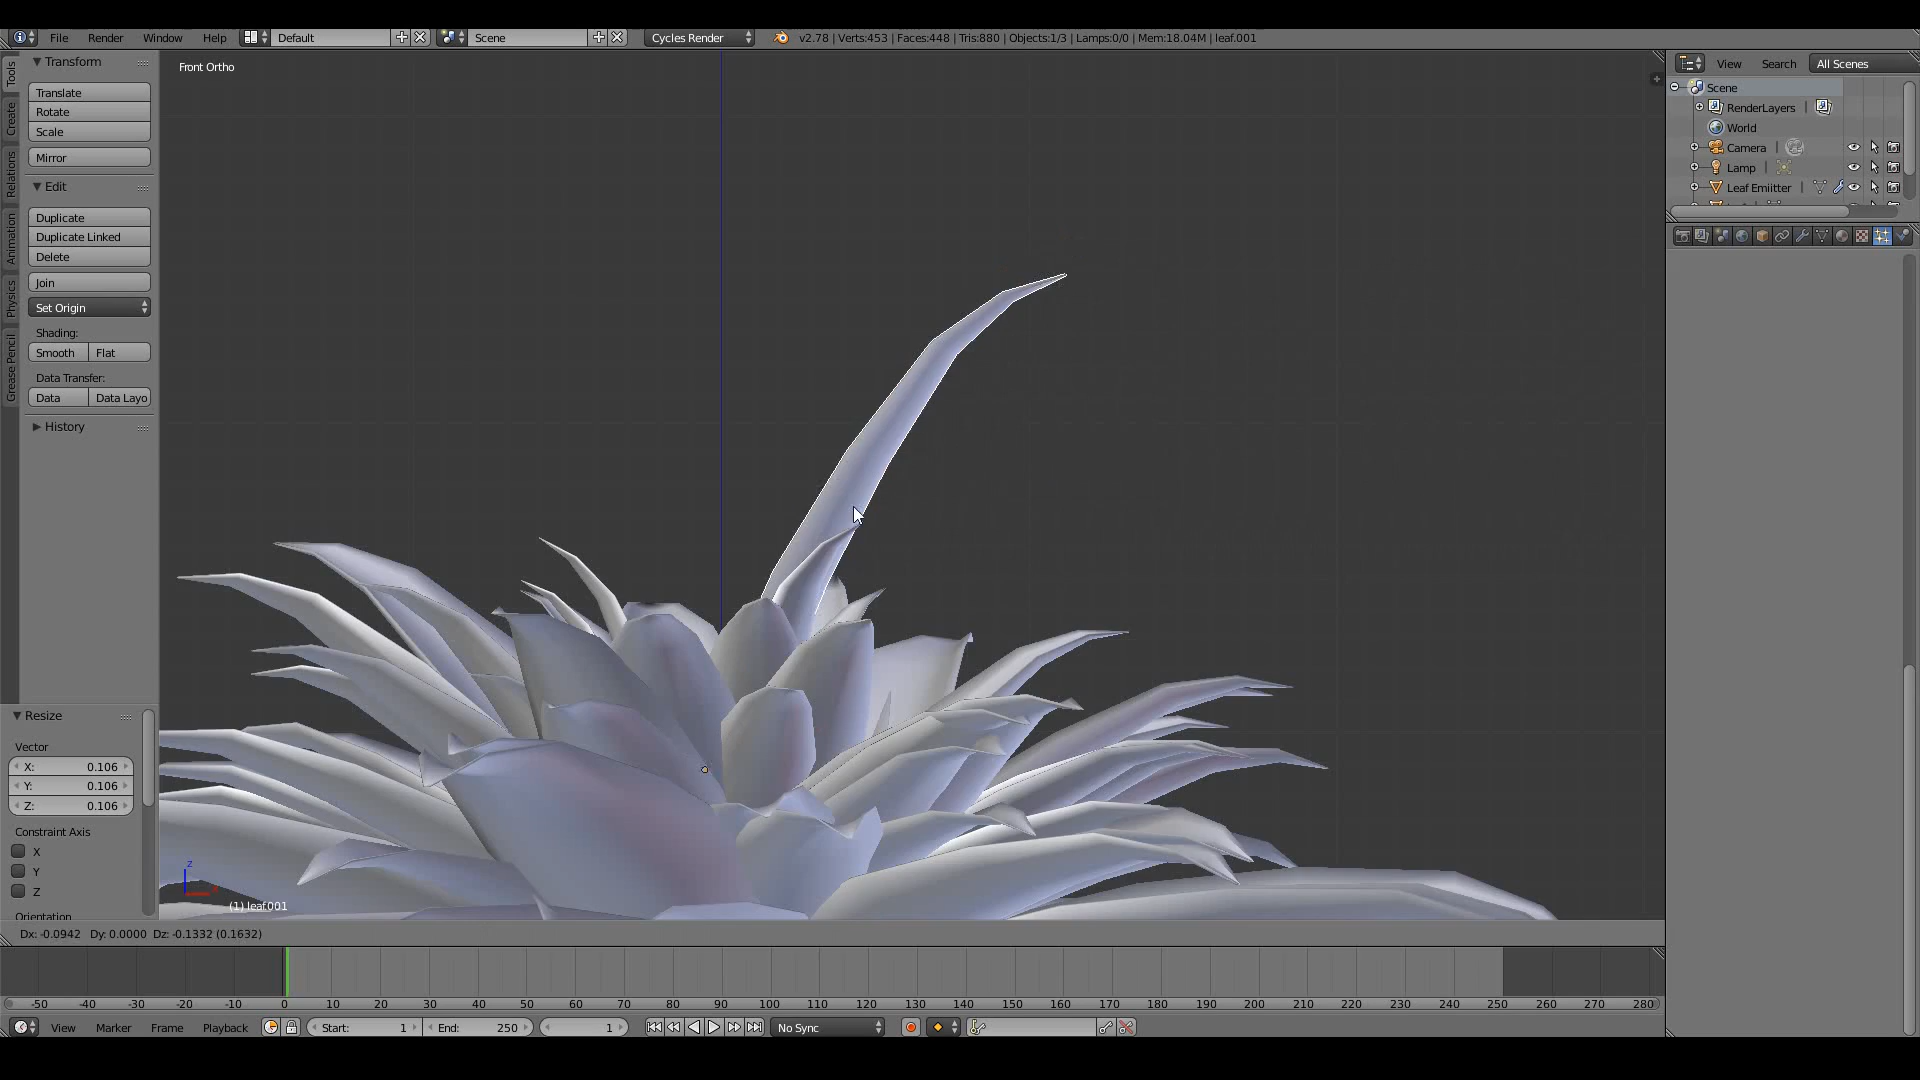 File Render Window Help Default Scene Cycles Render v2.78 | Verts:453 | Faces:448 | Tris:880 | Objects:1/3 | Lamps:0/0 | Mem:18.04M | leaf.001
Tools
Create
Relations
Animation
Physics
Grease Pencil
Transform
Translate
Rotate
Scale
Mirror
Edit
Duplicate
Duplicate Linked
Delete
Join
Set Origin
Shading:
Smooth Flat
Data Transfer:
Data Data Layo
History
Resize
Vector
X: 0.106
Y: 0.106
Z: 0.106
Constraint Axis
X
Y
Z
Orientation
Front Ortho
z
(1) leaf.001
View Search All Scenes
Scene
RenderLayers |
World
Camera |
Lamp |
Leaf Emiitter |
Dx: -0.0942 Dy: 0.0000 Dz: -0.1332 (0.1632)
-50 -40 -30 -20 -10 0 10 20 30 40 50 60 70 80 90 100 110 120 130 140 150 160 170 180 190 200 210 220 230 240 250 260 270 280
View Marker Frame Playback Start: 1 End: 250 1 No Sync